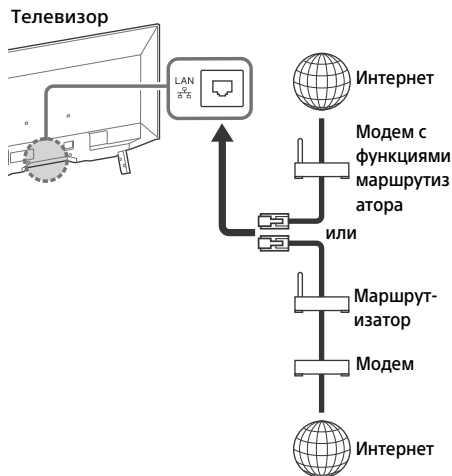 Телевизор
LAN
Интернет
Модем с
функциями
маршрутиз
атора
или
Маршрут-
изатор
Модем
Интернет